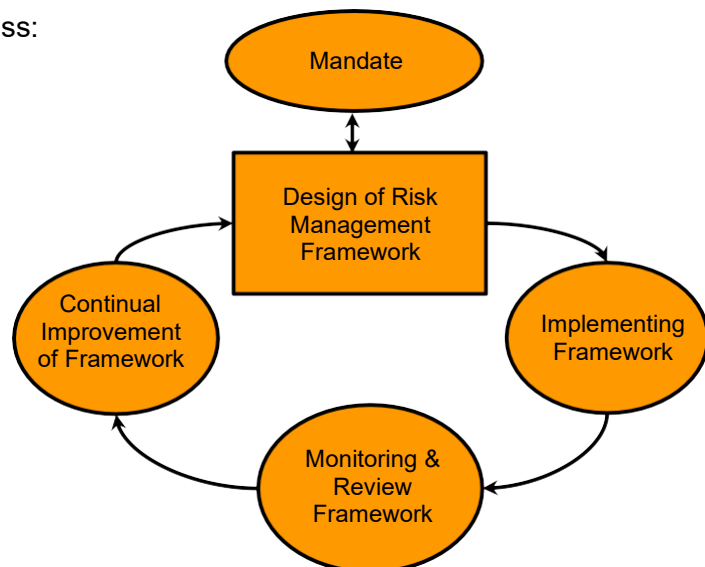 ss:
Mandate
Design of Risk
Management
Framework
Implementing
Framework
Monitoring &
Review
Framework
Continual
Improvement
of Framework